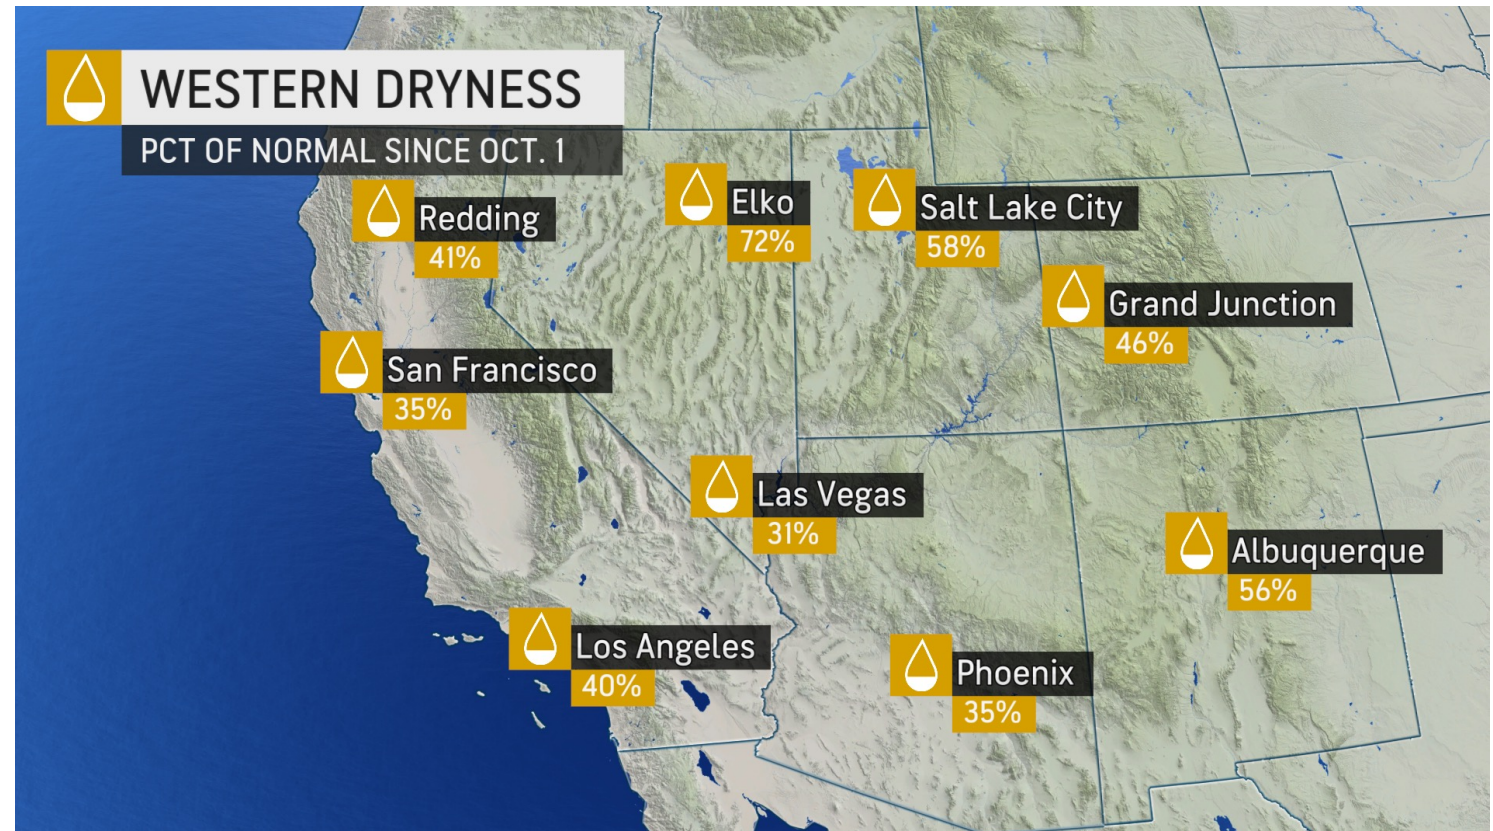 WESTERN DRYNESS
PCT OF NORMAL SINCE OCT. 1
Redding
41%
Elko
72%
Salt Lake City
58%
Grand Junction
46%
San Francisco
35%
Las Vegas
31%
Albuquerque
56%
Los Angeles
40%
Phoenix
35%